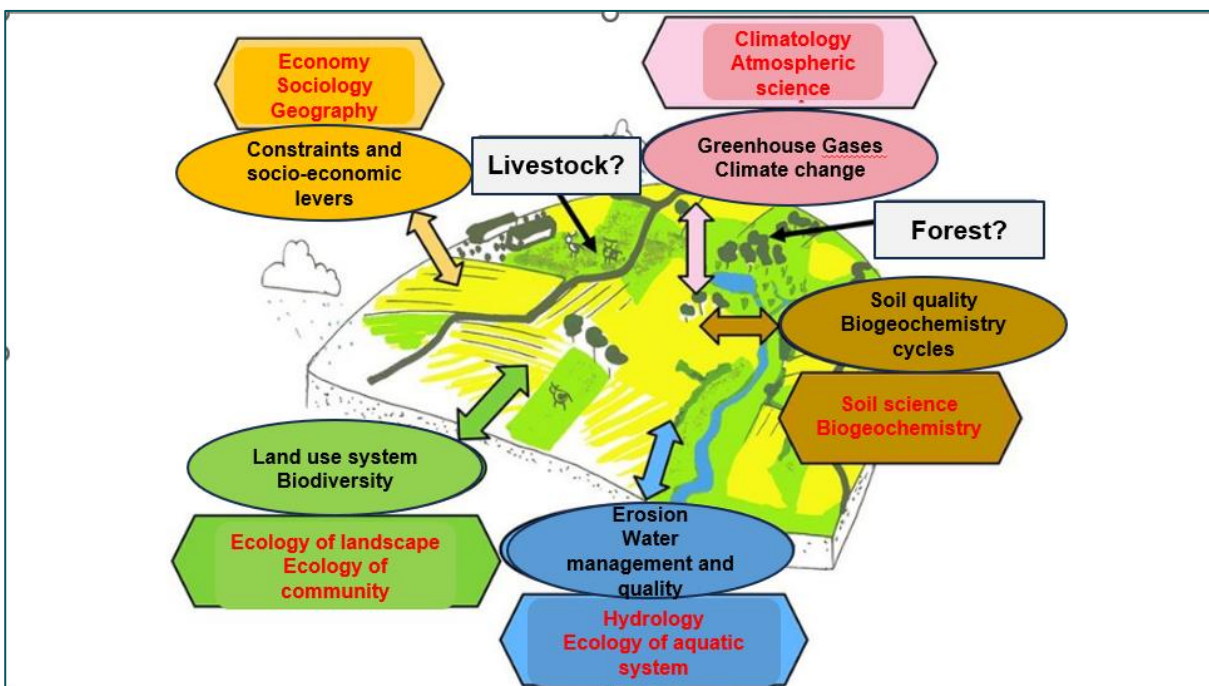 Economy
Sociology
Geography
Constraints and
socio-economic
levers
Climatology
Atmospheric
science
Greenhouse Gases
Climate change
Livestock?
Forest?
Soil quality
Biogeochemistry
cycles
Soil science
Biogeochemistry
Land use system
Biodiversity
Ecology of landscape
Ecology of
community
Erosion
Water
management and
quality
Hydrology
Ecology of aquatic
system